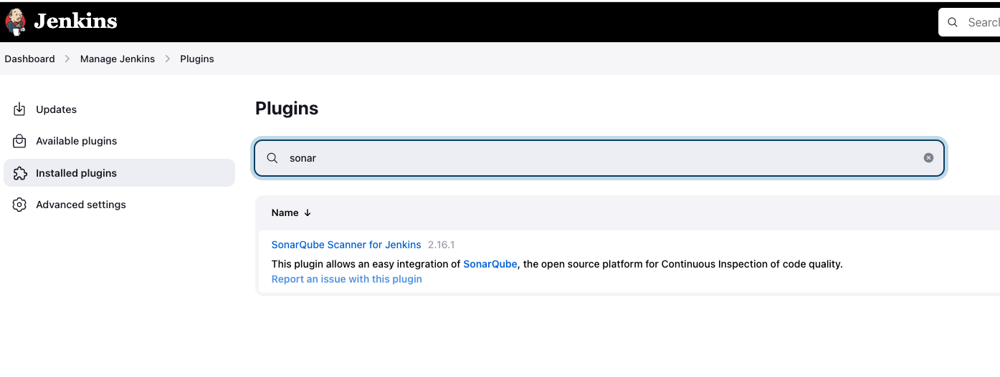 Jenkins
Search
Dashboard > Manage Jenkins > Plugins
Updates
Available plugins
Installed plugins
Advanced settings
Plugins
sonar
Name ↓
SonarQube Scanner for Jenkins 2.16.1
This plugin allows an easy integration of SonarQube, the open source platform for Continuous Inspection of code quality.
Report an issue with this plugin